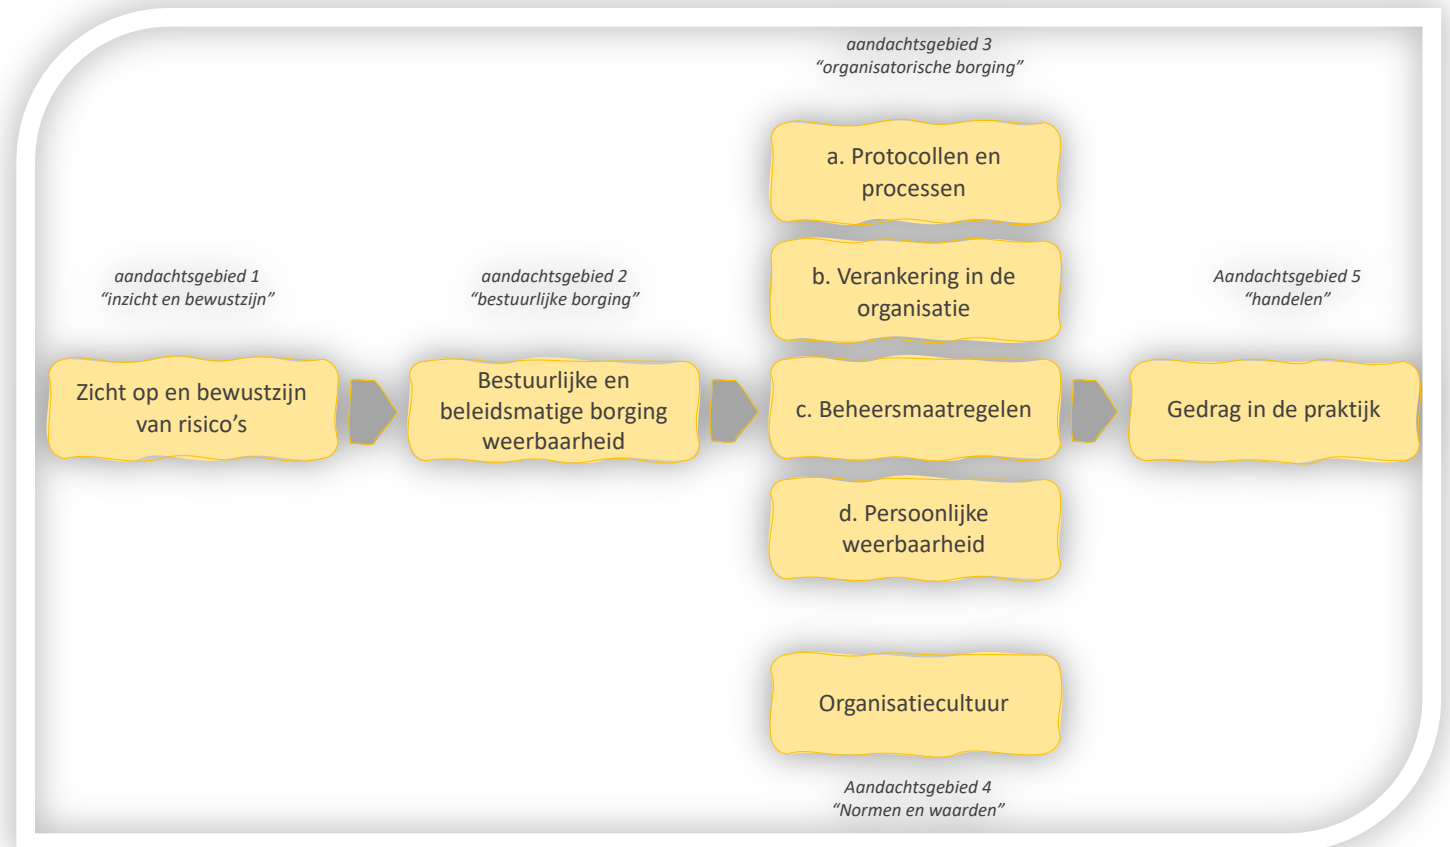 aandachtsgebied 1
“inzicht en bewustzijn”
Zicht op en bewustzijn
van risico’s
aandachtsgebied 2
“bestuurlijke borging”
Bestuurlijke en
beleidsmatige borging
weerbaarheid
aandachtsgebied 3
“organisatorische borging”
a. Protocollen en
processen
b. Verankering in de
organisatie
c. Beheersmaatregelen
d. Persoonlijke
weerbaarheid
Organisatiecultuur
Aandachtsgebied 4
“Normen en waarden”
Aandachtsgebied 5
“handelen”
Gedrag in de praktijk